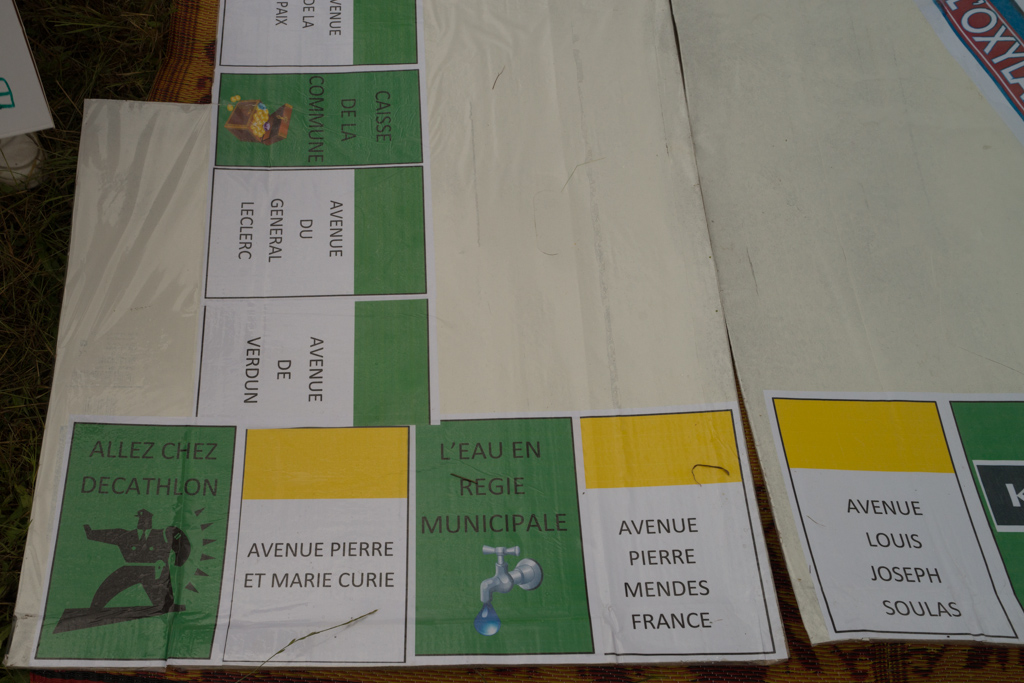 AVENUE
DE LA
PAIX
CAISSE
DE LA
COMMUNE
AVENUE
DU
GENERAL
LECLERC
AVENUE
DE
VERDUN
ALLEZ CHEZ
DECATHLON
AVENUE PIERRE
ET MARIE CURIE
L'EAU EN
REGIE
MUNICIPALE
AVENUE
PIERRE
MENDES
FRANCE
AVENUE
LOUIS
JOSEPH
SOULAS
K
L'OXYLA